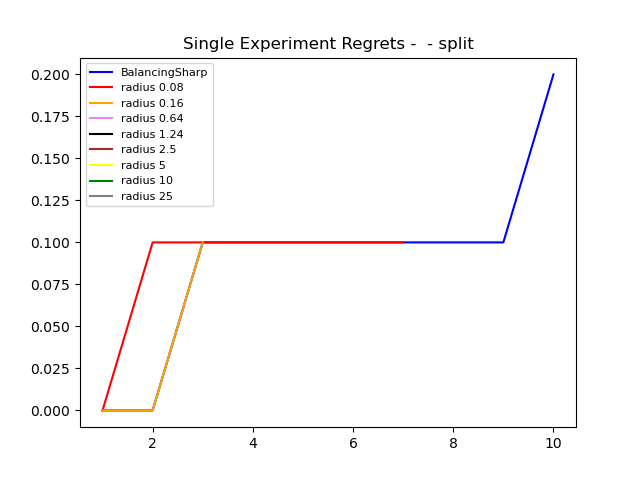 Single Experiment Regrets -  - split
BalancingSharp
radius 0.08
radius 0.16
radius 0.64
radius 1.24
radius 2.5
radius 5
radius 10
radius 25
0.200
0.175
0.150
0.125
0.100
0.075
0.050
0.025
0.000
2 4 6 8 10